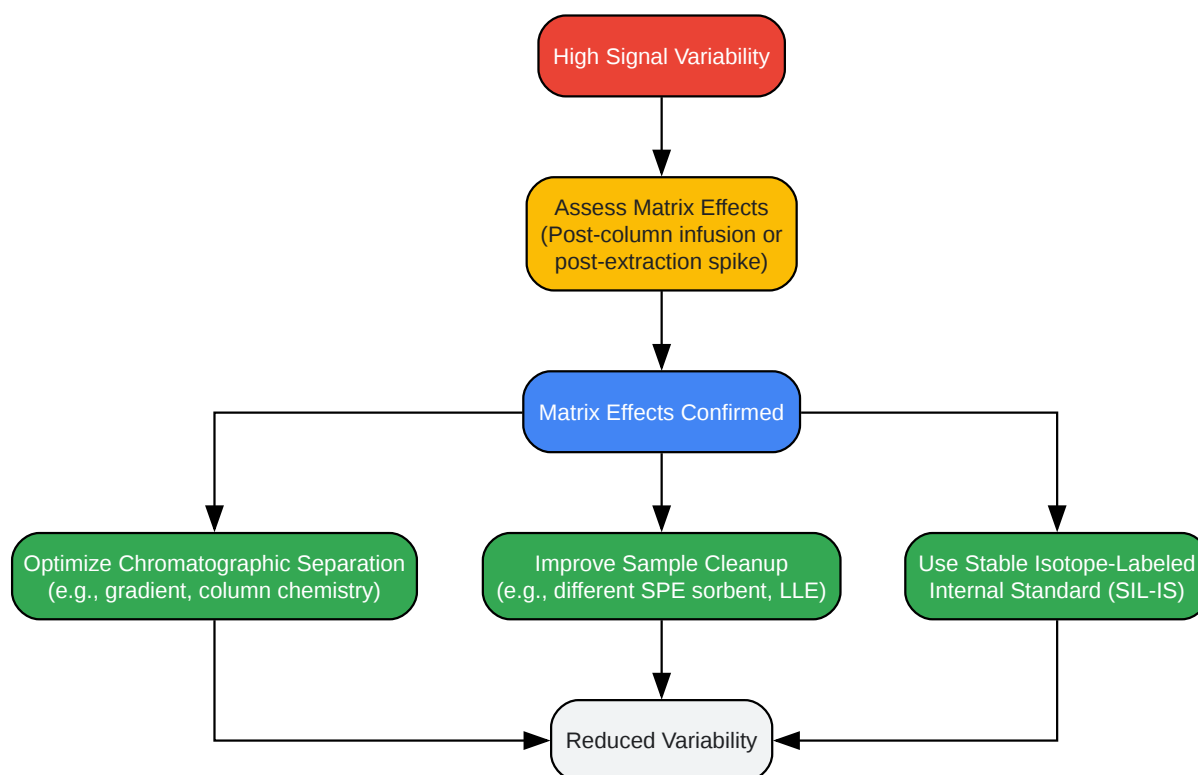 High Signal Variability
Assess Matrix Effects
(Post-column infusion or
post-extraction spike)
Matrix Effects Confirmed
Optimize Chromatographic Separation
(e.g., gradient, column chemistry)
Improve Sample Cleanup
(e.g., different SPE sorbent, LLE)
Use Stable Isotope-Labeled
Internal Standard (SIL-IS)
Reduced Variability